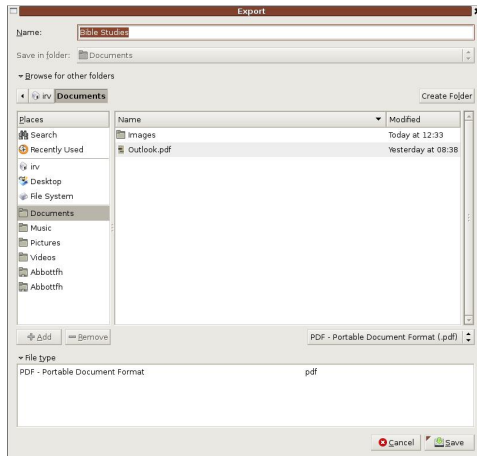 Export
Name: Bible Studies
Save in folder: Documents
Browse for other folders
irv Documents Create Folder
Places Name Modified
Search Images Today at 12:33
Recently Used Outlook.pdf Yesterday at 08:38
irv
Desktop
File System
Documents
Music
Pictures
Videos
Abbottfh
Abbottfh
Add Remove PDF - Portable Document Format (.pdf)
File type
PDF - Portable Document Format pdf
Cancel Save